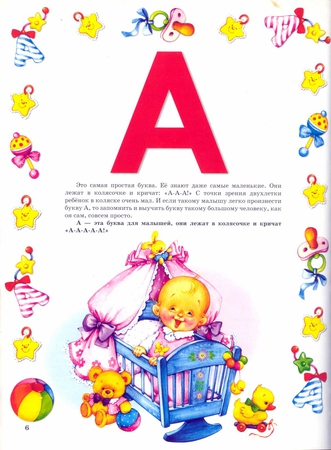 А
Это самая простая буква. Её знают даже самые маленькие. Они
лежат в колясочке и кричат: «А-А-А!» С точки зрения двухлетки
ребёнок в коляске очень мал. И если такому малышу легко произнести
букву А, то запомнить и выучить букву такому большому человеку, как
он сам, совсем просто.
А — эта буква для малышей, они лежат в колясочке и кричат
«А-А-А-А-А!»
6